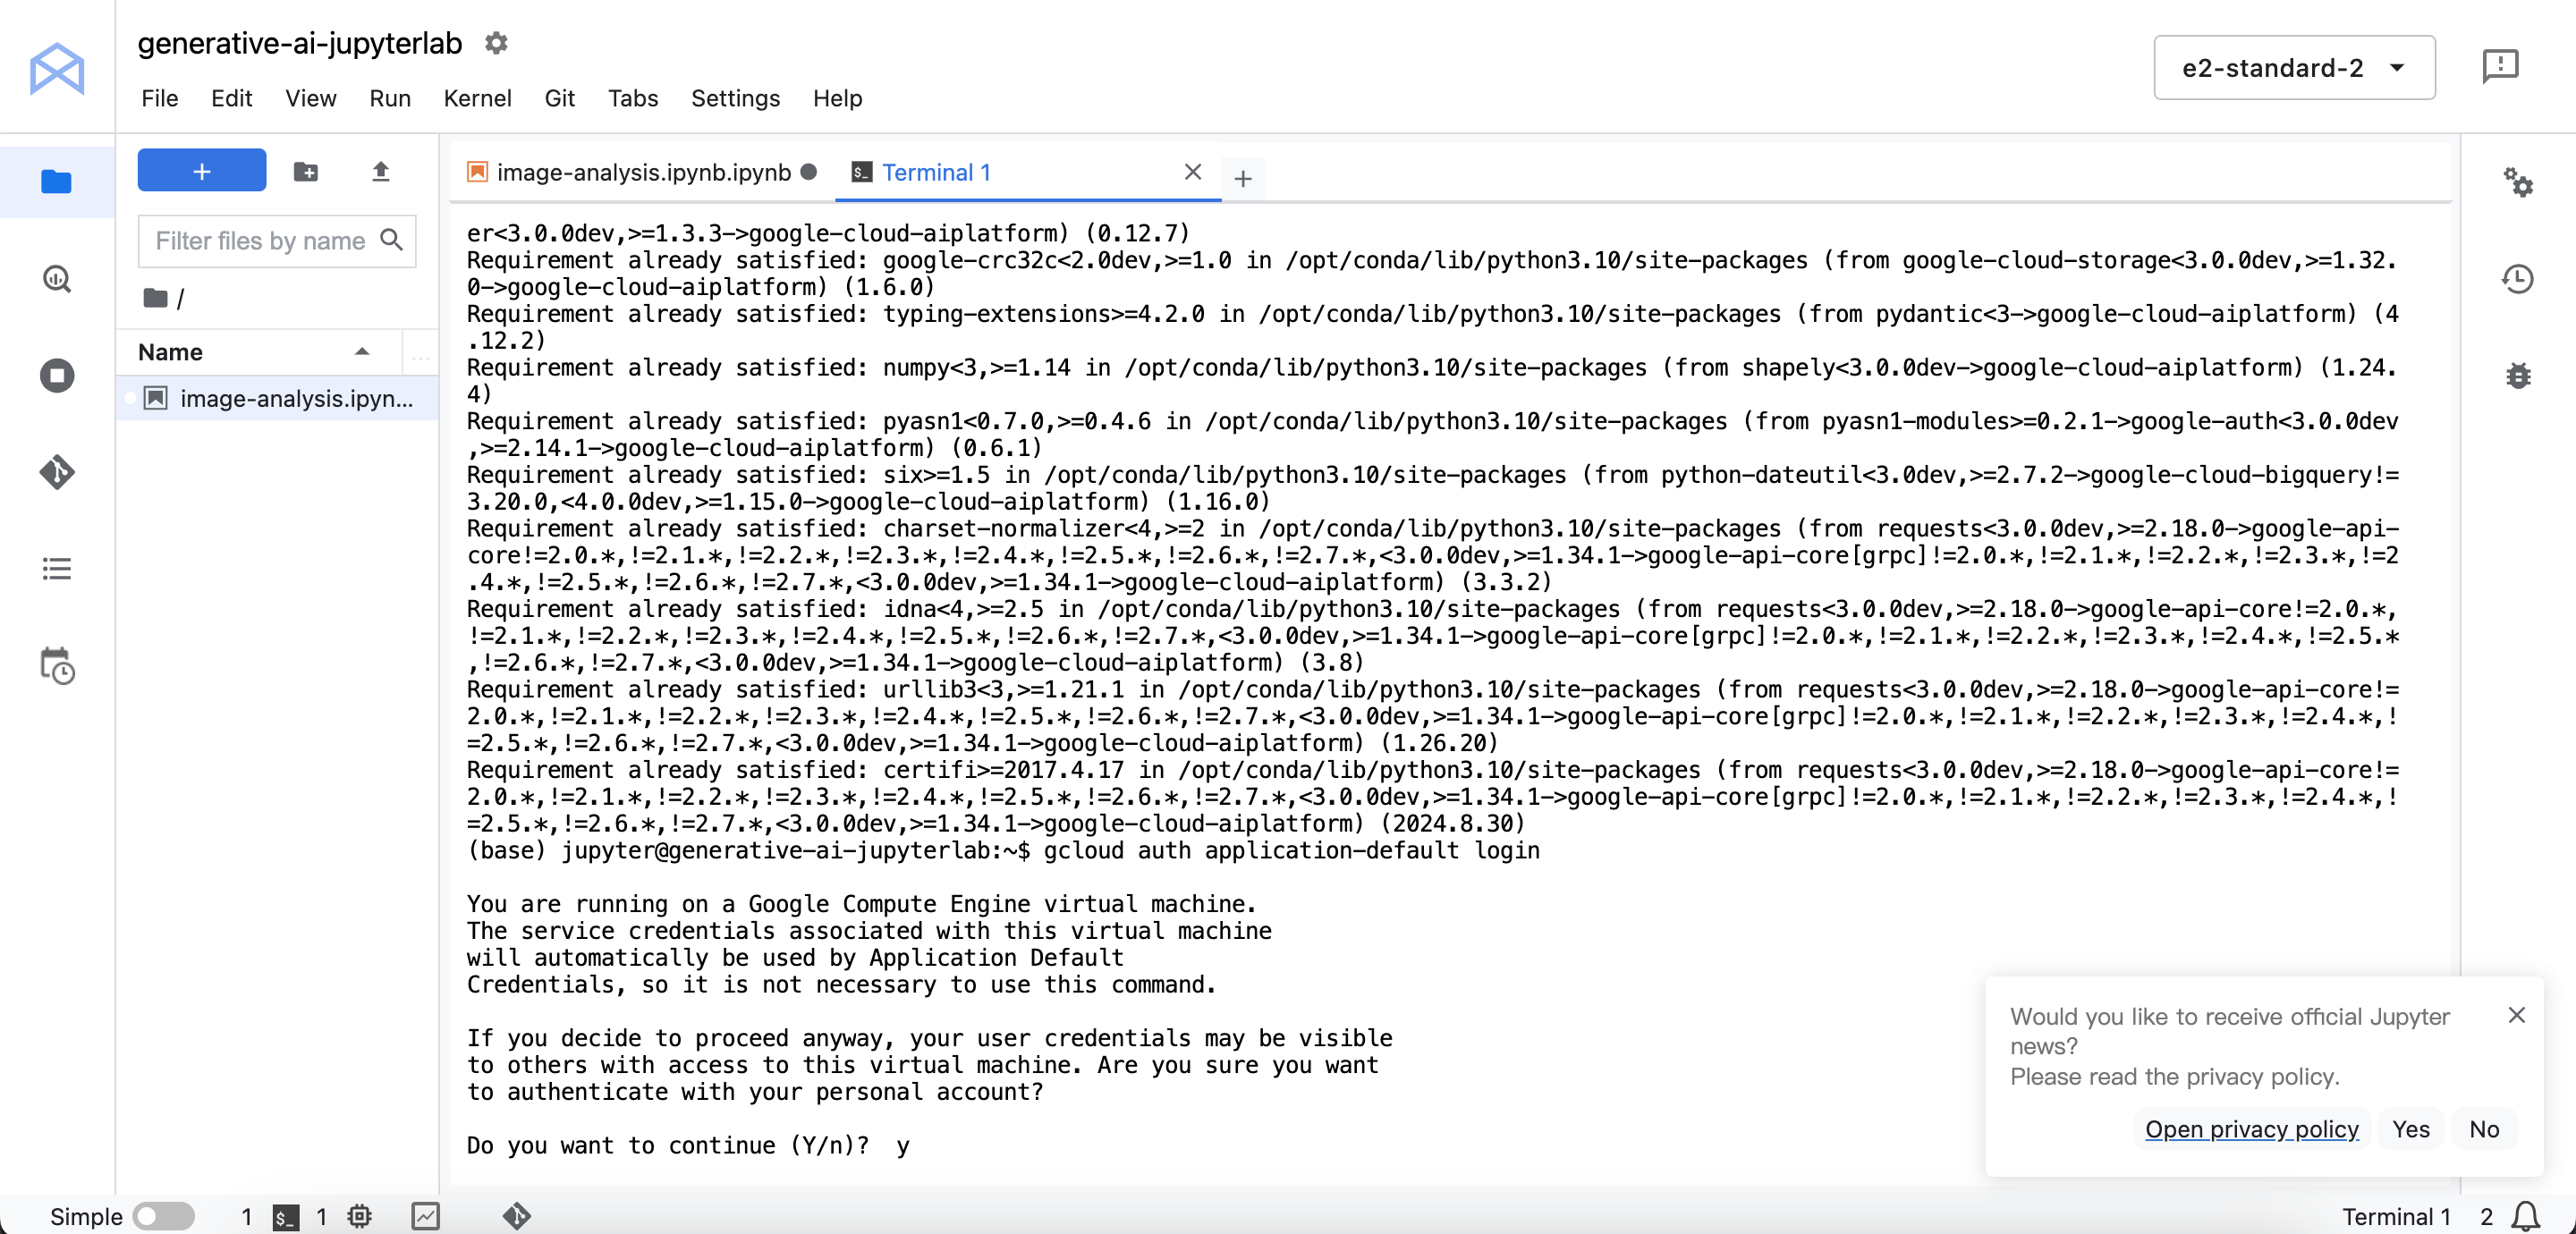 generative-ai-jupyterlab
File Edit View Run Kernel Git Tabs Settings Help
e2-standard-2
+
Filter files by name
/
Name
...
image-analysis.ipyn...
image-analysis.ipynb.ipynb
Terminal 1
+
er<3.0.0dev,>=1.3.3->google-cloud-aiplatform) (0.12.7)
Requirement already satisfied: google-crc32c<2.0dev,>=1.0 in /opt/conda/lib/python3.10/site-packages (from google-cloud-storage<3.0.0dev,>=1.32.
0->google-cloud-aiplatform) (1.6.0)
Requirement already satisfied: typing-extensions>=4.2.0 in /opt/conda/lib/python3.10/site-packages (from pydantic<3->google-cloud-aiplatform) (4
.12.2)
Requirement already satisfied: numpy<3,>=1.14 in /opt/conda/lib/python3.10/site-packages (from shapely<3.0.0dev->google-cloud-aiplatform) (1.24.
4)
Requirement already satisfied: pyasn1<0.7.0,>=0.4.6 in /opt/conda/lib/python3.10/site-packages (from pyasn1-modules>=0.2.1->google-auth<3.0.0dev
,>=2.14.1->google-cloud-aiplatform) (0.6.1)
Requirement already satisfied: six>=1.5 in /opt/conda/lib/python3.10/site-packages (from python-dateutil<3.0dev,>=2.7.2->google-cloud-bigquery!=
3.20.0,<4.0.0dev,>=1.15.0->google-cloud-aiplatform) (1.16.0)
Requirement already satisfied: charset-normalizer<4,>=2 in /opt/conda/lib/python3.10/site-packages (from requests<3.0.0dev,>=2.18.0->google-api-
core!=2.0.*,!=2.1.*,!=2.2.*,!=2.3.*,!=2.4.*,!=2.5.*,!=2.6.*,!=2.7.*,<3.0.0dev,>=1.34.1->google-api-core[grpc]!=2.0.*,!=2.1.*,!=2.2.*,!=2.3.*,!=2
.4.*,!=2.5.*,!=2.6.*,!=2.7.*,<3.0.0dev,>=1.34.1->google-cloud-aiplatform) (3.3.2)
Requirement already satisfied: idna<4,>=2.5 in /opt/conda/lib/python3.10/site-packages (from requests<3.0.0dev,>=2.18.0->google-api-core!=2.0.*,
!=2.1.*,!=2.2.*,!=2.3.*,!=2.4.*,!=2.5.*,!=2.6.*,!=2.7.*,<3.0.0dev,>=1.34.1->google-api-core[grpc]!=2.0.*,!=2.1.*,!=2.2.*,!=2.3.*,!=2.4.*,!=2.5.*
,!=2.6.*,!=2.7.*,<3.0.0dev,>=1.34.1->google-cloud-aiplatform) (3.8)
Requirement already satisfied: urllib3<3,>=1.21.1 in /opt/conda/lib/python3.10/site-packages (from requests<3.0.0dev,>=2.18.0->google-api-core!=
2.0.*,!=2.1.*,!=2.2.*,!=2.3.*,!=2.4.*,!=2.5.*,!=2.6.*,!=2.7.*,<3.0.0dev,>=1.34.1->google-api-core[grpc]!=2.0.*,!=2.1.*,!=2.2.*,!=2.3.*,!=2.4.*,!
=2.5.*,!=2.6.*,!=2.7.*,<3.0.0dev,>=1.34.1->google-cloud-aiplatform) (1.26.20)
Requirement already satisfied: certifi>=2017.4.17 in /opt/conda/lib/python3.10/site-packages (from requests<3.0.0dev,>=2.18.0->google-api-core!=
2.0.*,!=2.1.*,!=2.2.*,!=2.3.*,!=2.4.*,!=2.5.*,!=2.6.*,!=2.7.*,<3.0.0dev,>=1.34.1->google-api-core[grpc]!=2.0.*,!=2.1.*,!=2.2.*,!=2.3.*,!=2.4.*,!
=2.5.*,!=2.6.*,!=2.7.*,<3.0.0dev,>=1.34.1->google-cloud-aiplatform) (2024.8.30)
(base) jupyter@generative-ai-jupyterlab:~$ gcloud auth application-default login
You are running on a Google Compute Engine virtual machine.
The service credentials associated with this virtual machine
will automatically be used by Application Default
Credentials, so it is not necessary to use this command.
If you decide to proceed anyway, your user credentials may be visible
to others with access to this virtual machine. Are you sure you want
to authenticate with your personal account?
Do you want to continue (Y/n)?  y
Would you like to receive official Jupyter
news?
Please read the privacy policy.
Open privacy policy Yes No
Simple 1 $_ 1
Terminal 1 2